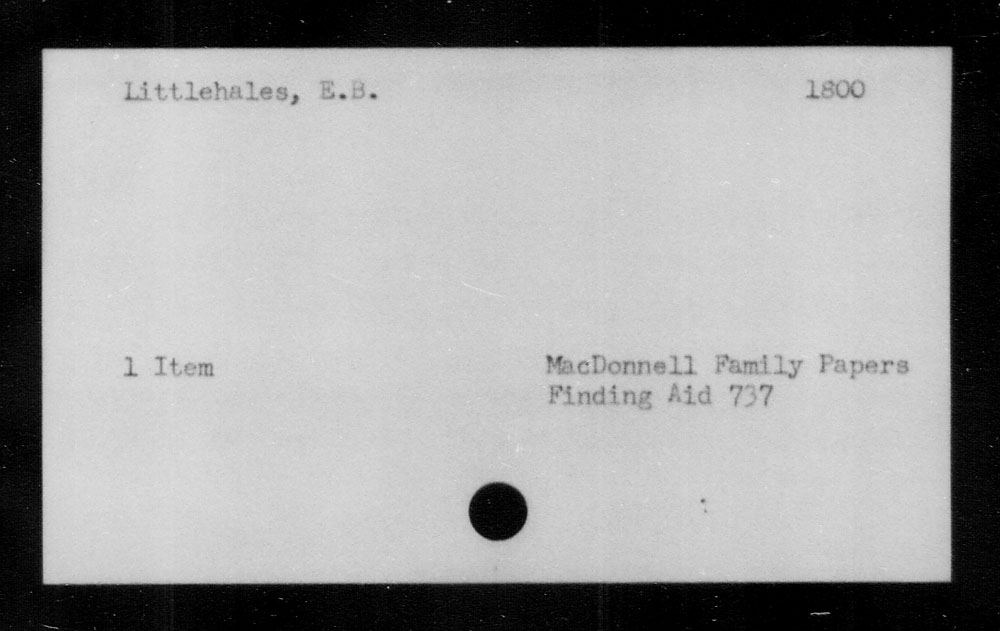 Littlehales, E.B. 1800
1 Item MacDonnell Family Papers
Finding Aid 737